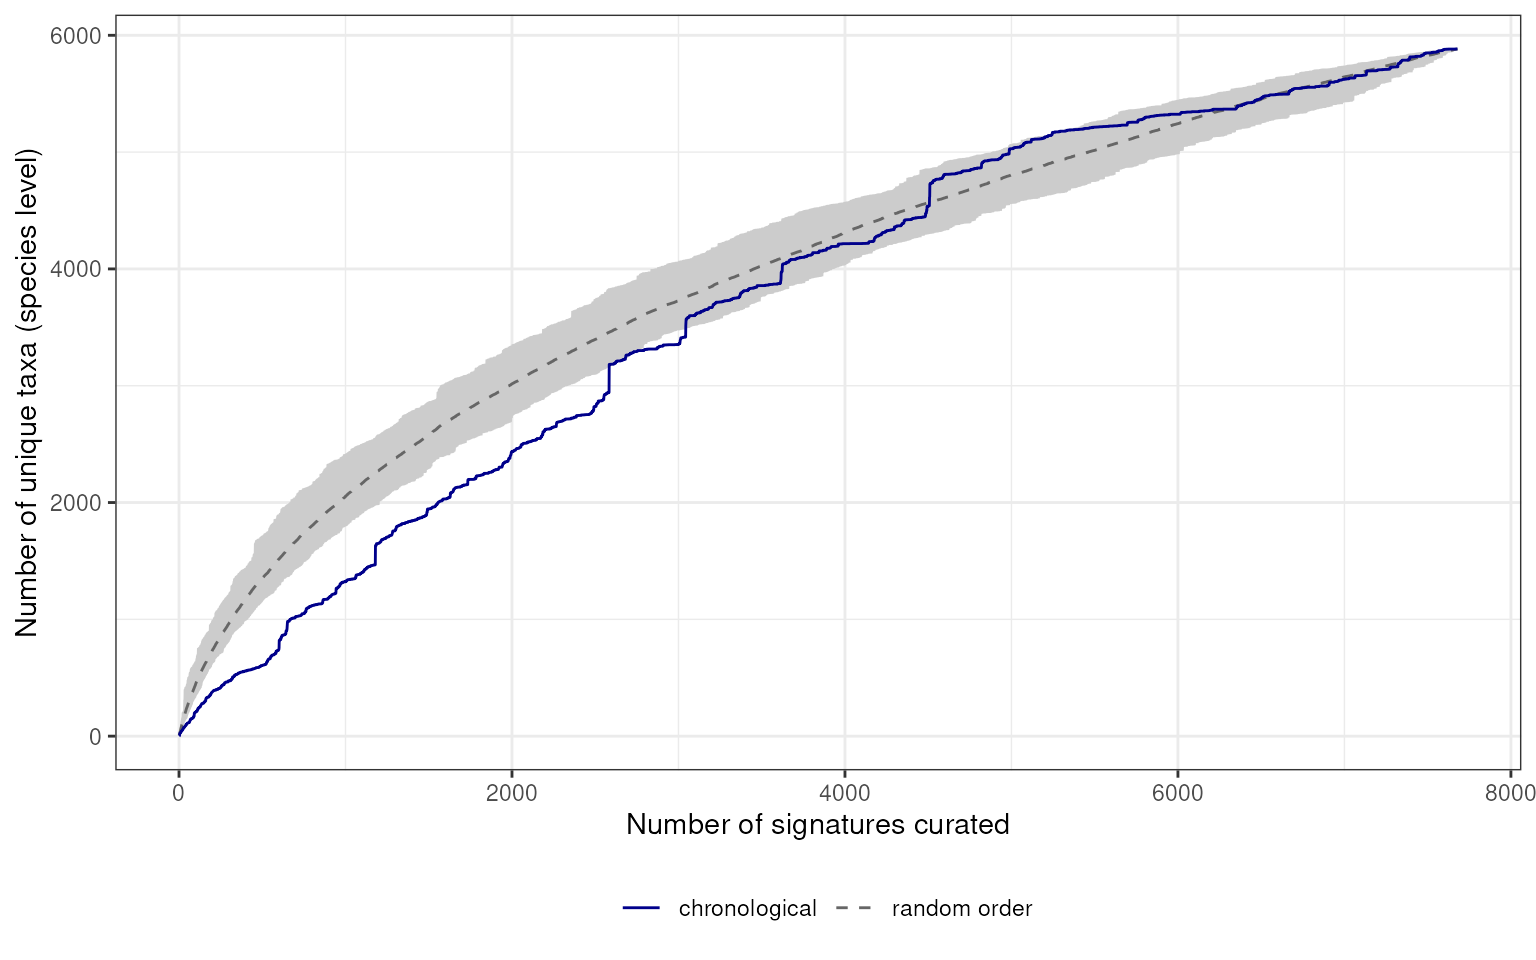 Number of unique taxa (species level)
6000
4000
2000
0
0 2000 4000 6000 8000
Number of signatures curated
chronological random order